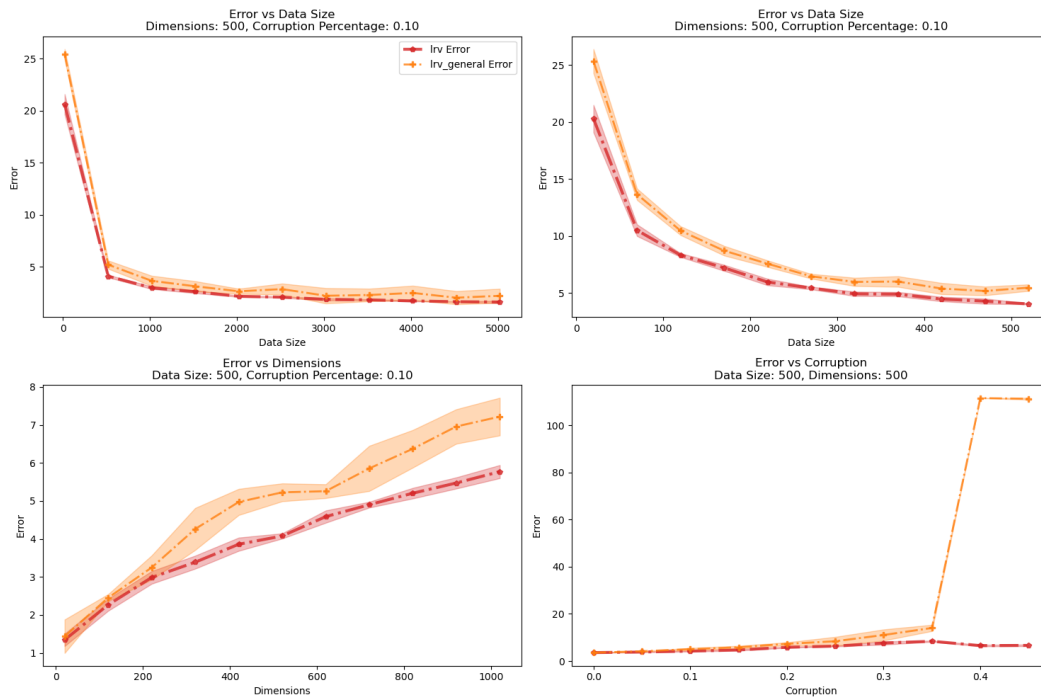 Error vs Data Size
Dimensions: 500, Corruption Percentage: 0.10
lrv Error
lrv_general Error
25
20
15
10
5
Error
0
1000
2000
3000
4000
5000
Data Size
Error vs Data Size
Dimensions: 500, Corruption Percentage: 0.10
25
20
15
10
5
Error
0
100
200
300
400
500
Data Size
Error vs Dimensions
Data Size: 500, Corruption Percentage: 0.10
8
7
6
5
4
3
2
1
Error
0
200
400
600
800
1000
Dimensions
Error vs Corruption
Data Size: 500, Dimensions: 500
100
80
60
40
20
0
Error
0.0
0.1
0.2
0.3
0.4
Corruption